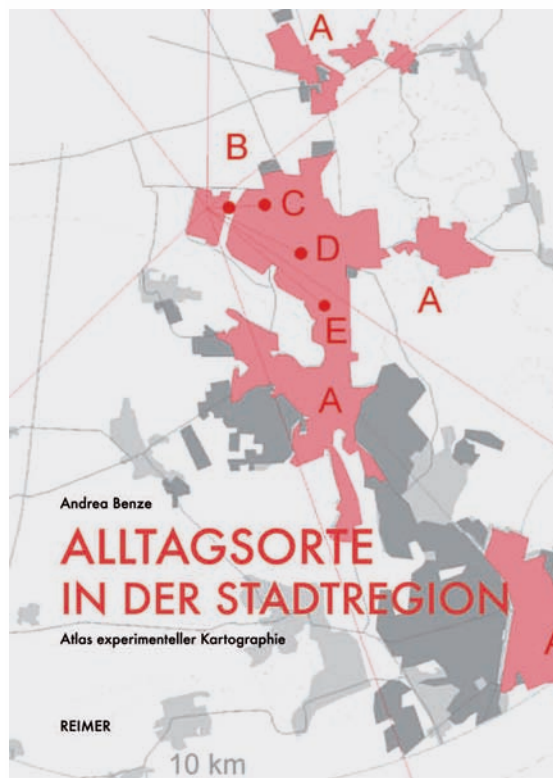 A
B
C
D
A
E
A
Andrea Benze
ALLTAGSORTE
IN DER STADTREGION
A
Atlas experimenteller Kartographie
REIMER
10 km